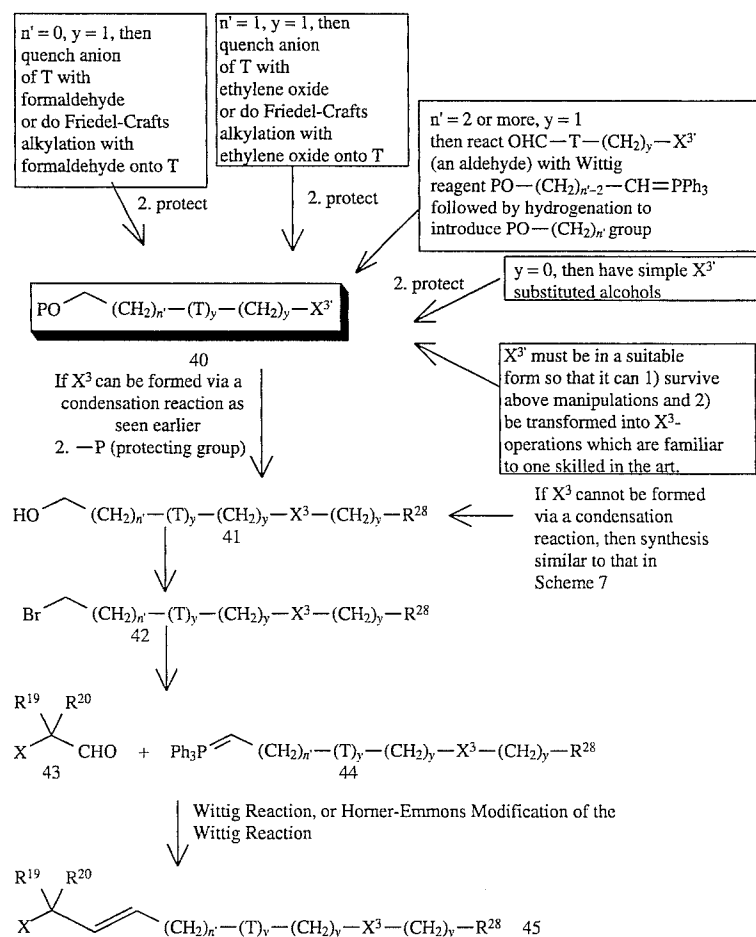 n' = 0, y = 1, then
quench anion
of T with
formaldehyde
or do Friedel-Crafts
alkylation with
formaldehyde onto T
n' = 1, y = 1, then
quench anion
of T with
ethylene oxide
or do Friedel-Crafts
alkylation with
ethylene oxide onto T
n' = 2 or more, y = 1
then react OHC—T—(CH2)y—X3'
(an aldehyde) with Wittig
reagent PO—(CH2)n'–2—CH=PPh3
followed by hydrogenation to
introduce PO—(CH2)n' group
2. protect
2. protect
2. protect
y = 0, then have simple X3'
substituted alcohols
PO (CH2)n'—(T)y—(CH2)y—X3'
40
X3' must be in a suitable
form so that it can 1) survive
above manipulations and 2)
be transformed into X3-
operations which are familiar
to one skilled in the art.
If X3 can be formed via a
condensation reaction as
seen earlier
2. —P (protecting group)
HO (CH2)n'—(T)y—(CH2)y—X3—(CH2)y—R28
41
If X3 cannot be formed
via a condensation
reaction, then synthesis
similar to that in
Scheme 7
Br (CH2)n'—(T)y—(CH2)y—X3—(CH2)y—R28
42
R19 R20
X CHO + Ph3P (CH2)n'—(T)y—(CH2)y—X3—(CH2)y—R28
43 44
Wittig Reaction, or Horner-Emmons Modification of the
Wittig Reaction
R19 R20
X (CH2)n'—(T)y—(CH2)y—X3—(CH2)y—R28 45